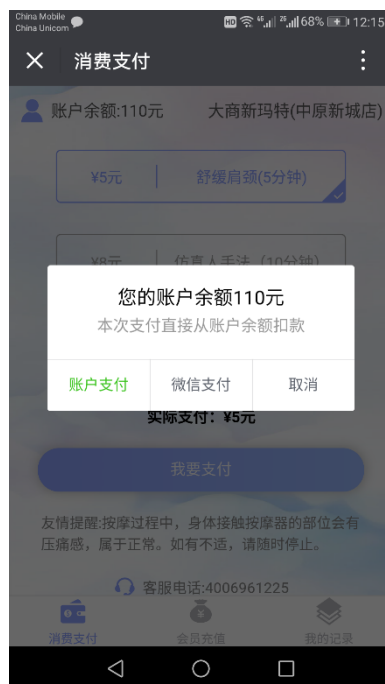 China Mobile
China Unicom
HD 46 26 68% 12:15
消费支付
账户余额:110元 大商新玛特(中原新城店)
¥5元 舒缓肩颈(5分钟)
¥8元 仿真人手法（10分钟）
您的账户余额110元
本次支付直接从账户余额扣款
账户支付 微信支付 取消
实际支付：¥5元
我要支付
友情提醒:按摩过程中，身体接触按摩器的部位会有
压痛感，属于正常。如有不适，请随时停止。
客服电话:4006961225
消费支付 会员充值 我的记录